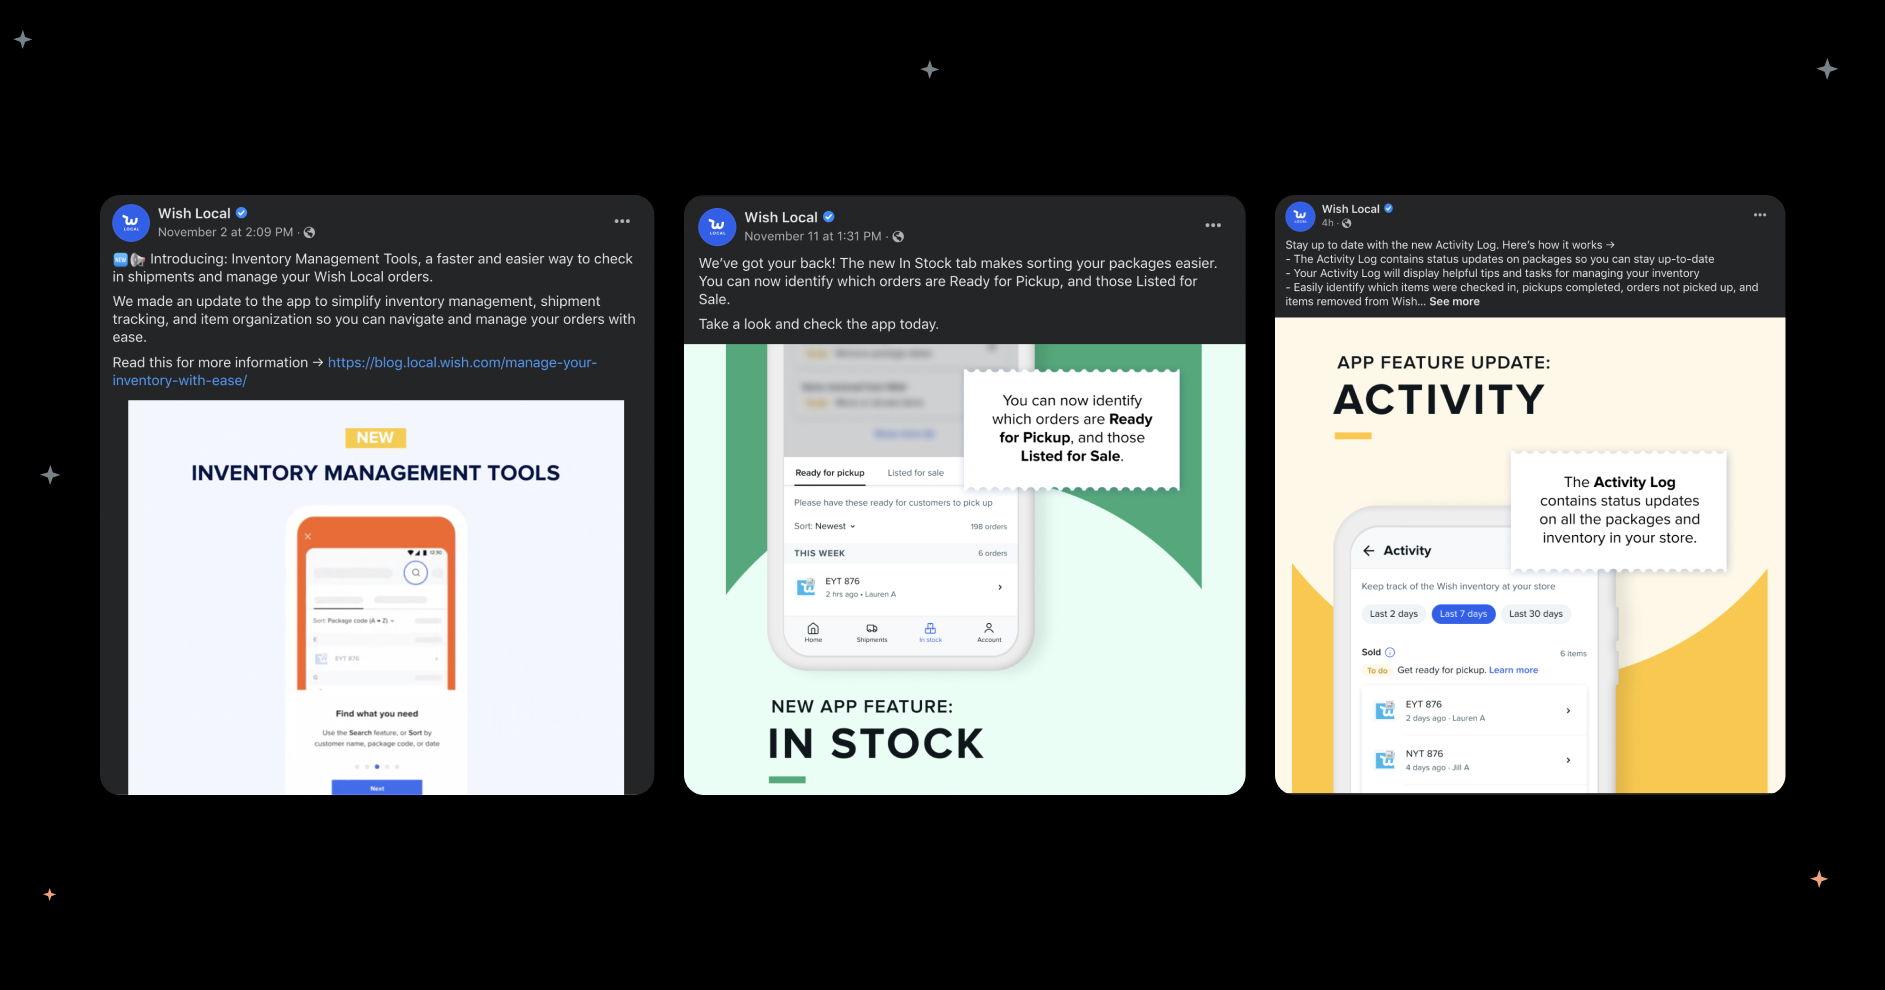 Wish Local
November 2 at 2:09 PM ·
NEW Introducing: Inventory Management Tools, a faster and easier way to check
in shipments and manage your Wish Local orders.
We made an update to the app to simplify inventory management, shipment
tracking, and item organization so you can navigate and manage your orders with
ease.
Read this for more information → https://blog.local.wish.com/manage-your-
inventory-with-ease/
NEW
INVENTORY MANAGEMENT TOOLS
12:30
Sort: Package code (A → Z)
E
EYT 876
G
Find what you need
Use the Search feature, or Sort by
customer name, package code, or date
Next
Wish Local
November 11 at 1:31 PM ·
We've got your back! The new In Stock tab makes sorting your packages easier.
You can now identify which orders are Ready for Pickup, and those Listed for
Sale.
Take a look and check the app today.
You can now identify
which orders are Ready
for Pickup, and those
Listed for Sale.
Ready for pickup Listed for sale
Please have these ready for customers to pick up
Sort: Newest 198 orders
THIS WEEK 6 orders
EYT 876
2 hrs ago • Lauren A
Home Shipments In stock Account
NEW APP FEATURE:
IN STOCK
Wish Local
4h ·
Stay up to date with the new Activity Log. Here's how it works →
- The Activity Log contains status updates on packages so you can stay up-to-date
- Your Activity Log will display helpful tips and tasks for managing your inventory
- Easily identify which items were checked in, pickups completed, orders not picked up, and
items removed from Wish... See more
APP FEATURE UPDATE:
ACTIVITY
The Activity Log
contains status updates
on all the packages and
inventory in your store.
← Activity
Keep track of the Wish inventory at your store
Last 2 days Last 7 days Last 30 days
Sold 6 items
To do Get ready for pickup. Learn more
EYT 876
2 days ago · Lauren A
NYT 876
4 days ago · Jill A